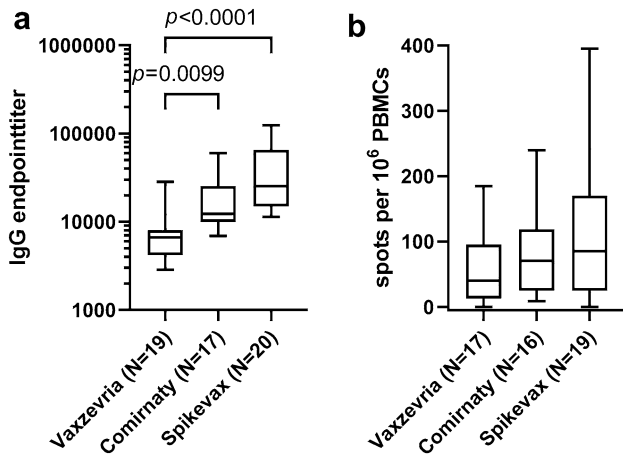 a
p<0.0001
p=0.0099
IgG endpointtiter
1000000
100000
10000
1000
Vaxzevria (N=19)
Comirnaty (N=17)
Spikevax (N=20)
b
spots per 10⁶ PBMCs
400
300
200
100
0
Vaxzevria (N=17)
Comirnaty (N=16)
Spikevax (N=19)